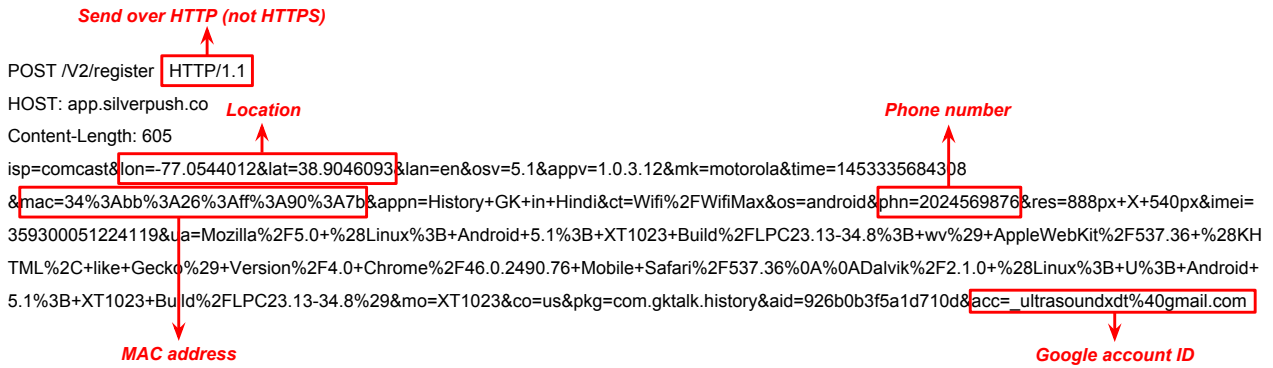 Send over HTTP (not HTTPS)
POST /V2/register HTTP/1.1
HOST: app.silverpush.co
Location
Phone number
Content-Length: 605
isp=comcast&lon=-77.0544012&lat=38.9046093&lan=en&osv=5.1&appv=1.0.3.12&mk=motorola&time=1453335684308
&mac=34%3Abb%3A26%3Aff%3A90%3A7b&appn=History+GK+in+Hindi&ct=Wifi%2FWifiMax&os=android&phn=2024569876&res=888px+X+540px&imei=
359300051224119&ua=Mozilla%2F5.0+%28Linux%3B+Android+5.1%3B+XT1023+Build%2FLPC23.13-34.8%3B+wv%29+AppleWebKit%2F537.36+%28KH
TML%2C+like+Gecko%29+Version%2F4.0+Chrome%2F46.0.2490.76+Mobile+Safari%2F537.36%0A%0ADalvik%2F2.1.0+%28Linux%3B+U%3B+Android+
5.1%3B+XT1023+Build%2FLPC23.13-34.8%29&mo=XT1023&co=us&pkg=com.gktalk.history&aid=926b0b3f5a1d710d&acc=_ultrasoundxdt%40gmail.com
MAC address
Google account ID